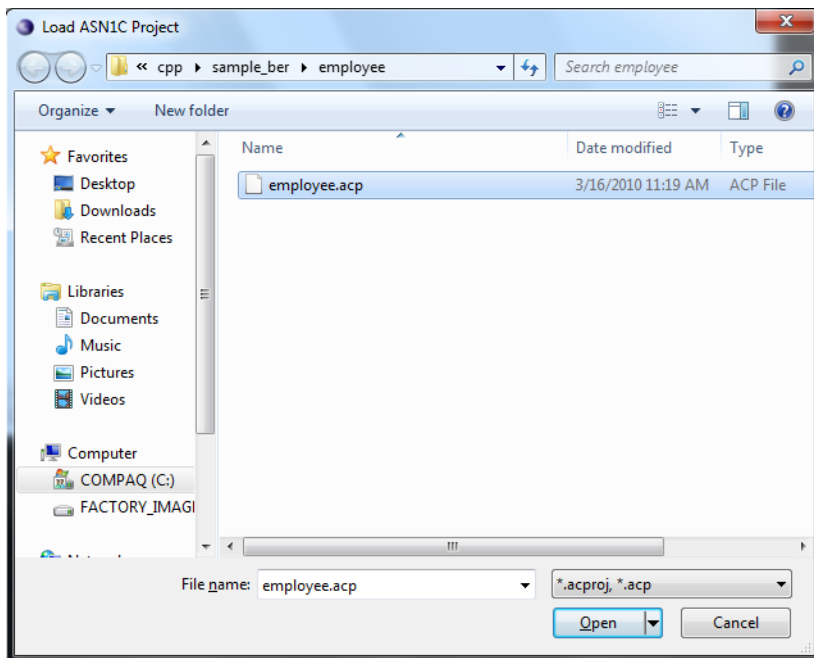 Load ASN1C Project
« cpp sample_ber employee Search employee
Organize New folder
Name Date modified Type
employee.acp 3/16/2010 11:19 AM ACP File
Favorites
Desktop
Downloads
Recent Places
Libraries
Documents
Music
Pictures
Videos
Computer
COMPAQ (C:)
FACTORY_IMAGI
File name: employee.acp *.acproj, *.acp
Open Cancel